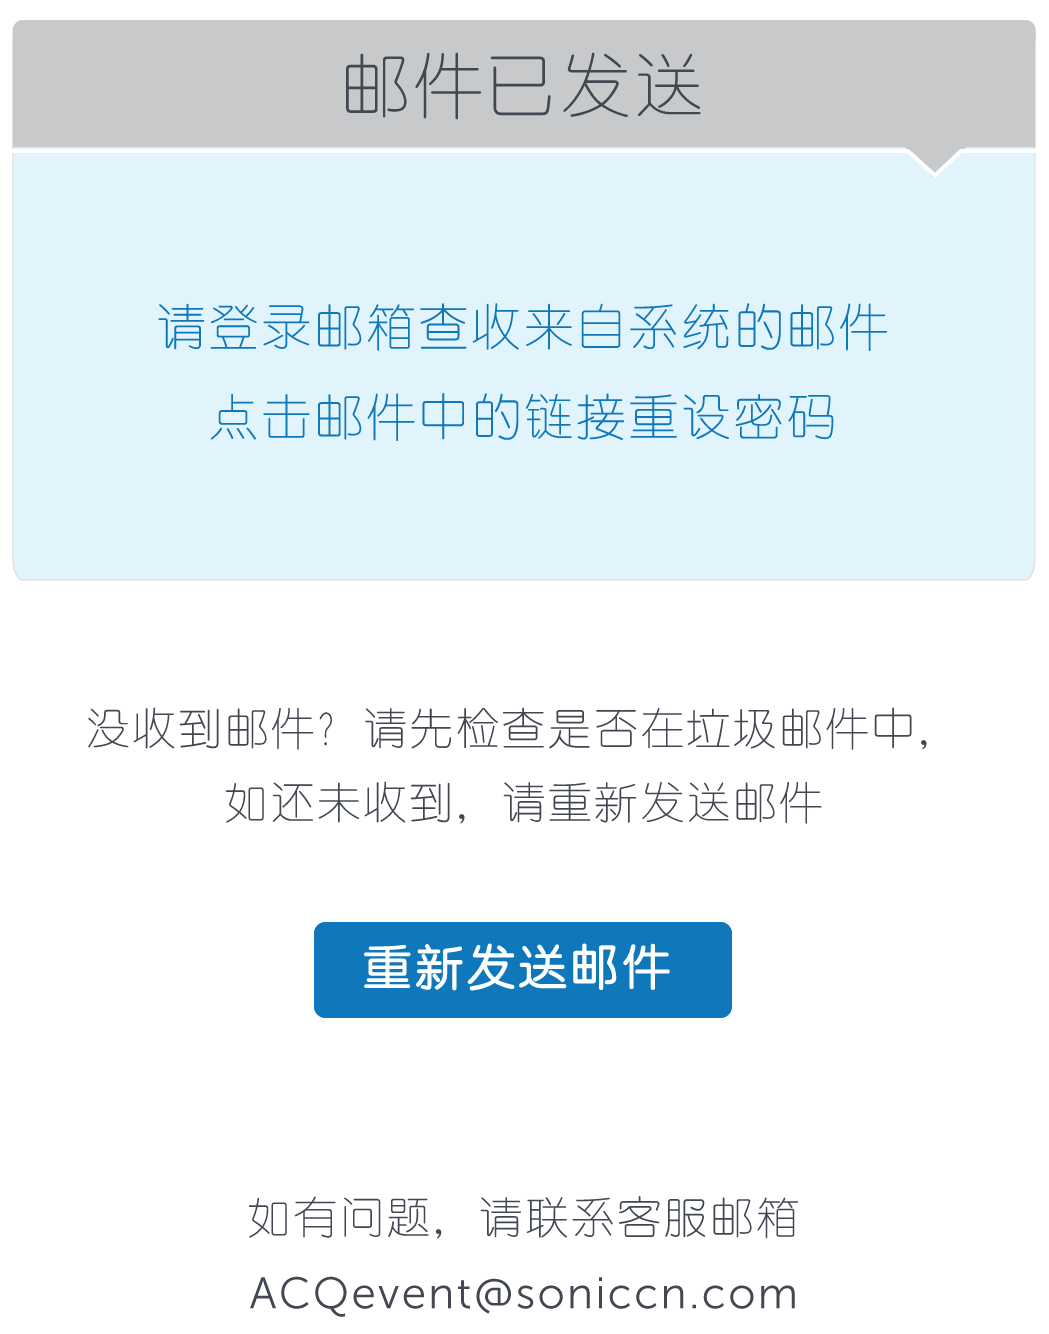 邮件已发送
请登录邮箱查收来自系统的邮件
点击邮件中的链接重设密码
没收到邮件？请先检查是否在垃圾邮件中，
如还未收到，请重新发送邮件
重新发送邮件
如有问题，请联系客服邮箱
ACQevent@soniccn.com